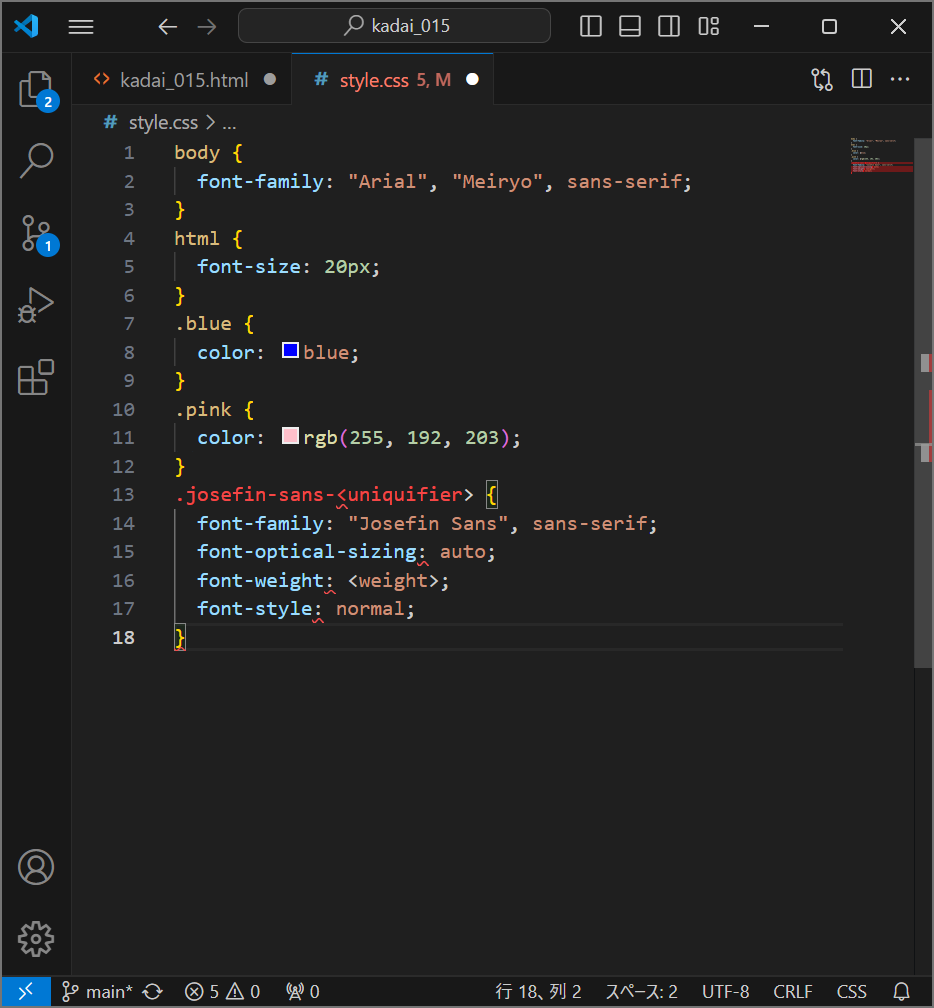 kadai_015
kadai_015.html
# style.css 5, M
# style.css > ...
2
1
1 body {
2 font-family: "Arial", "Meiryo", sans-serif;
3 }
4 html {
5 font-size: 20px;
6 }
7 .blue {
8 color: blue;
9 }
10 .pink {
11 color: rgb(255, 192, 203);
12 }
13 .josefin-sans-<uniquifier> {
14 font-family: "Josefin Sans", sans-serif;
15 font-optical-sizing: auto;
16 font-weight: <weight>;
17 font-style: normal;
18 }
main* 5 0 0 行 18、列 2 スペース: 2 UTF-8 CRLF CSS